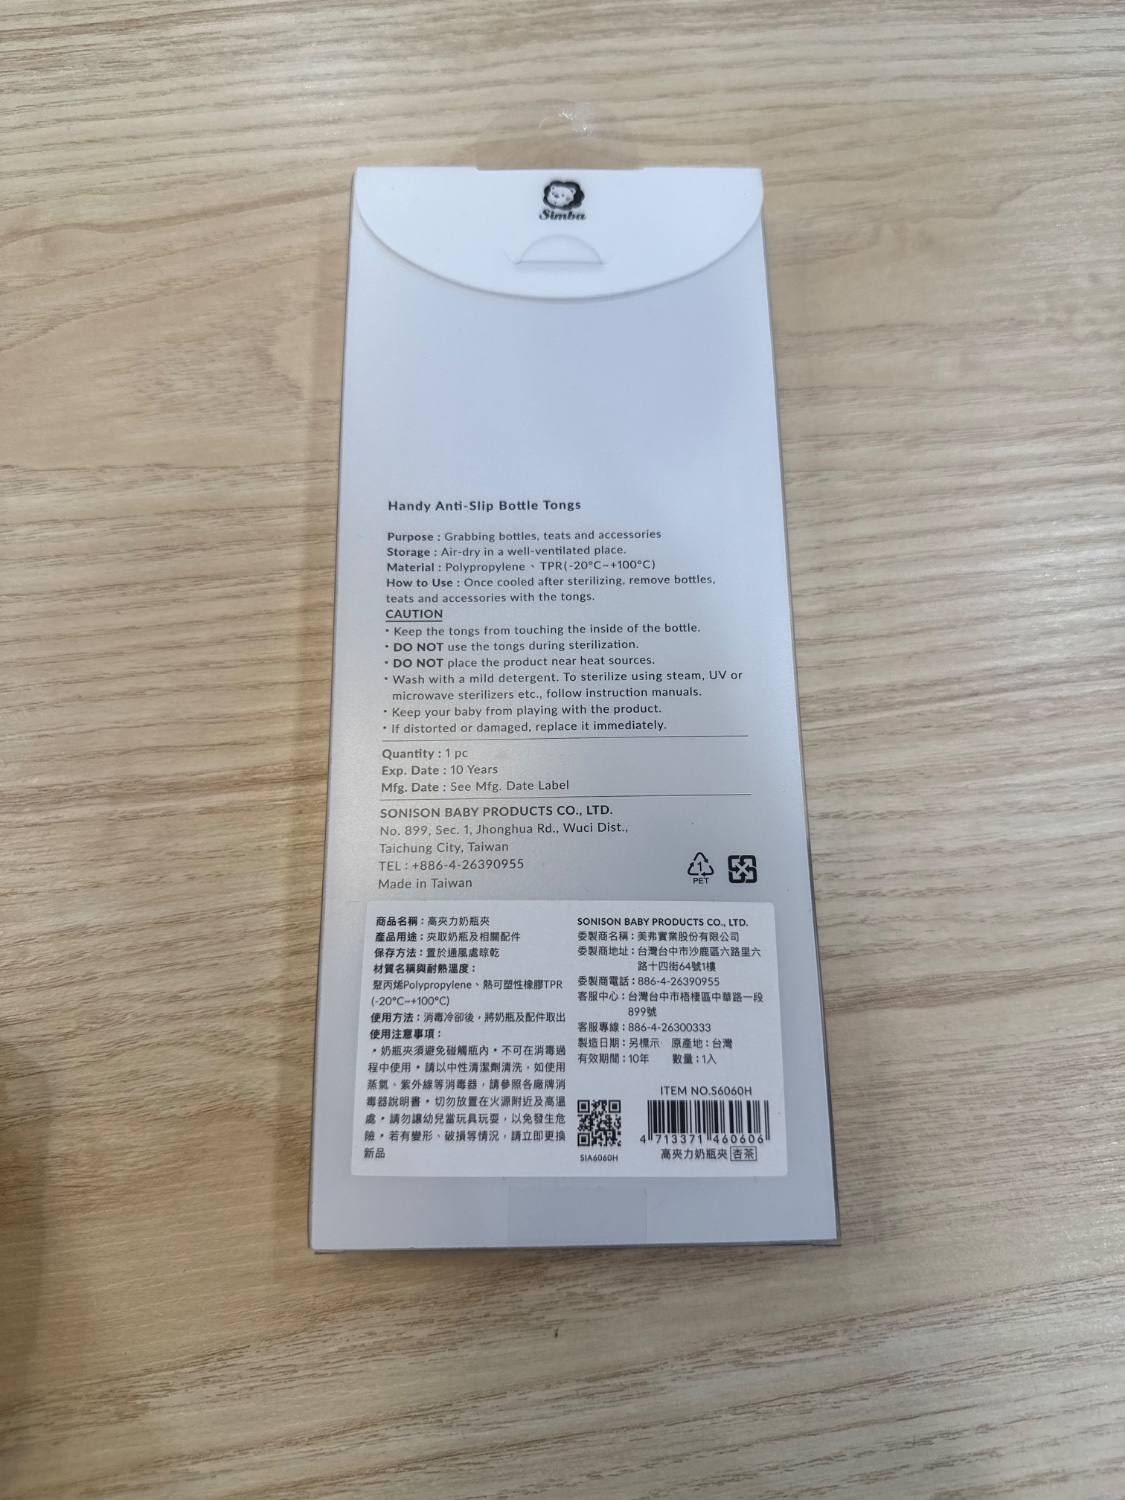 Simba
Handy Anti-Slip Bottle Tongs
Purpose : Grabbing bottles, teats and accessories
Storage : Air-dry in a well-ventilated place.
Material : Polypropylene、TPR(-20°C~+100°C)
How to Use : Once cooled after sterilizing, remove bottles,
teats and accessories with the tongs.
CAUTION
• Keep the tongs from touching the inside of the bottle.
• DO NOT use the tongs during sterilization.
• DO NOT place the product near heat sources.
• Wash with a mild detergent. To sterilize using steam, UV or
microwave sterilizers etc., follow instruction manuals.
• Keep your baby from playing with the product.
• If distorted or damaged, replace it immediately.
Quantity : 1 pc
Exp. Date : 10 Years
Mfg. Date : See Mfg. Date Label
SONISON BABY PRODUCTS CO., LTD.
No. 899, Sec. 1, Jhonghua Rd., Wuci Dist.,
Taichung City, Taiwan
TEL : +886-4-26390955
Made in Taiwan
1
PET
商品名稱：高夾力奶瓶夾
產品用途：夾取奶瓶及相關配件
保存方法：置於通風處晾乾
材質名稱與耐熱溫度：
聚丙烯Polypropylene、熱可塑性橡膠TPR
(-20°C~+100°C)
使用方法：消毒冷卻後，將奶瓶及配件取出
使用注意事項：
•奶瓶夾須避免碰觸瓶內•不可在消毒過
程中使用•請以中性清潔劑清洗，如使用
蒸氣、紫外線等消毒器，請參照各廠牌消
毒器說明書•切勿放置在火源附近及高溫
處•請勿讓幼兒當玩具玩耍，以免發生危
險•若有變形、破損等情況，請立即更換
新品
SONISON BABY PRODUCTS CO., LTD.
委製商名稱：美弗實業股份有限公司
委製商地址：台灣台中市沙鹿區六路里六
路十四街64號1樓
委製商電話：886-4-26390955
客服中心：台灣台中市梧棲區中華路一段
899號
客服專線：886-4-26300333
製造日期：另標示 原產地：台灣
有效期間：10年 數量：1入
ITEM NO.S6060H
4 713371 460606
SIA6060H
高夾力奶瓶夾 杏茶